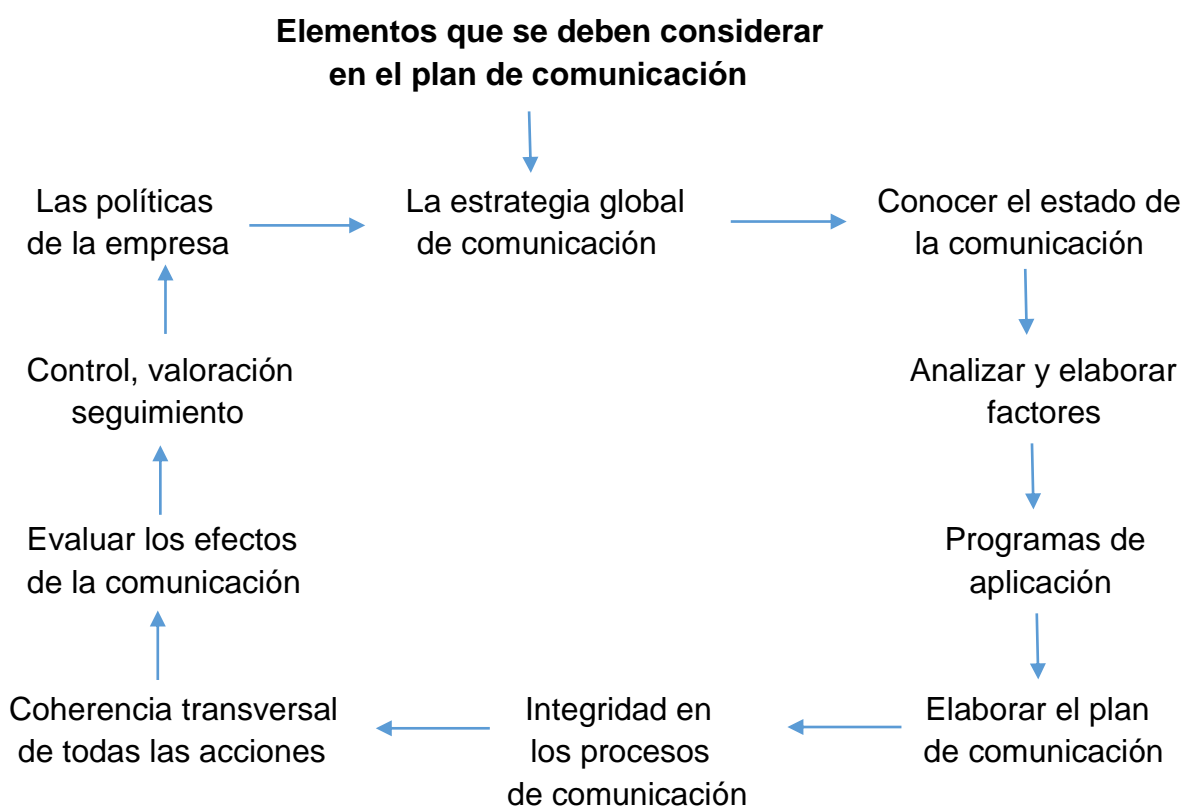 Elementos que se deben considerar
en el plan de comunicación
Las políticas
de la empresa
La estrategia global
de comunicación
Conocer el estado de
la comunicación
Control, valoración
seguimiento
Analizar y elaborar
factores
Evaluar los efectos
de la comunicación
Programas de
aplicación
Coherencia transversal
de todas las acciones
Integridad en
los procesos
de comunicación
Elaborar el plan
de comunicación